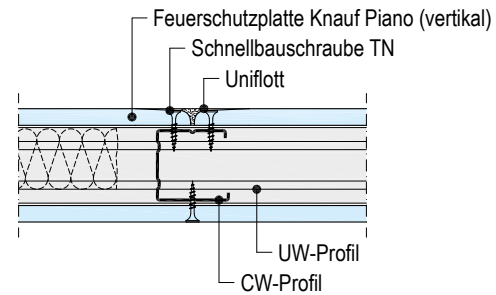 Feuerschutzplatte Knauf Piano (vertikal)
Schnellbauschraube TN
Uniflott
UW-Profil
CW-Profil